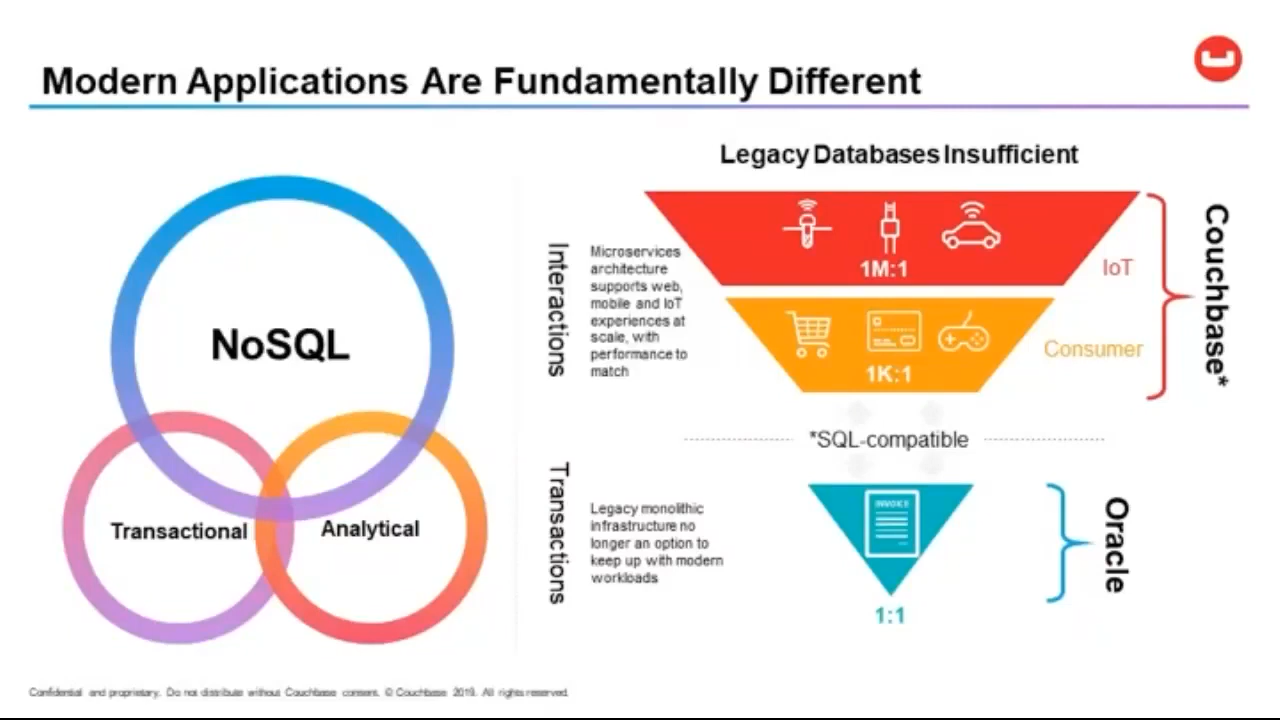 Modern Applications Are Fundamentally Different
NoSQL
Transactional
Analytical
Legacy Databases Insufficient
Interactions
Microservices
architecture
supports web,
mobile and IoT
experiences at
scale, with
performance to
match
1M:1
IoT
1K:1
Consumer
Couchbase*
*SQL-compatible
Transactions
Legacy monolithic
infrastructure no
longer an option to
keep up with modern
workloads
INVOICE
1:1
Oracle
Confidential and proprietary. Do not distribute without Couchbase consent. © Couchbase 2019. All rights reserved.